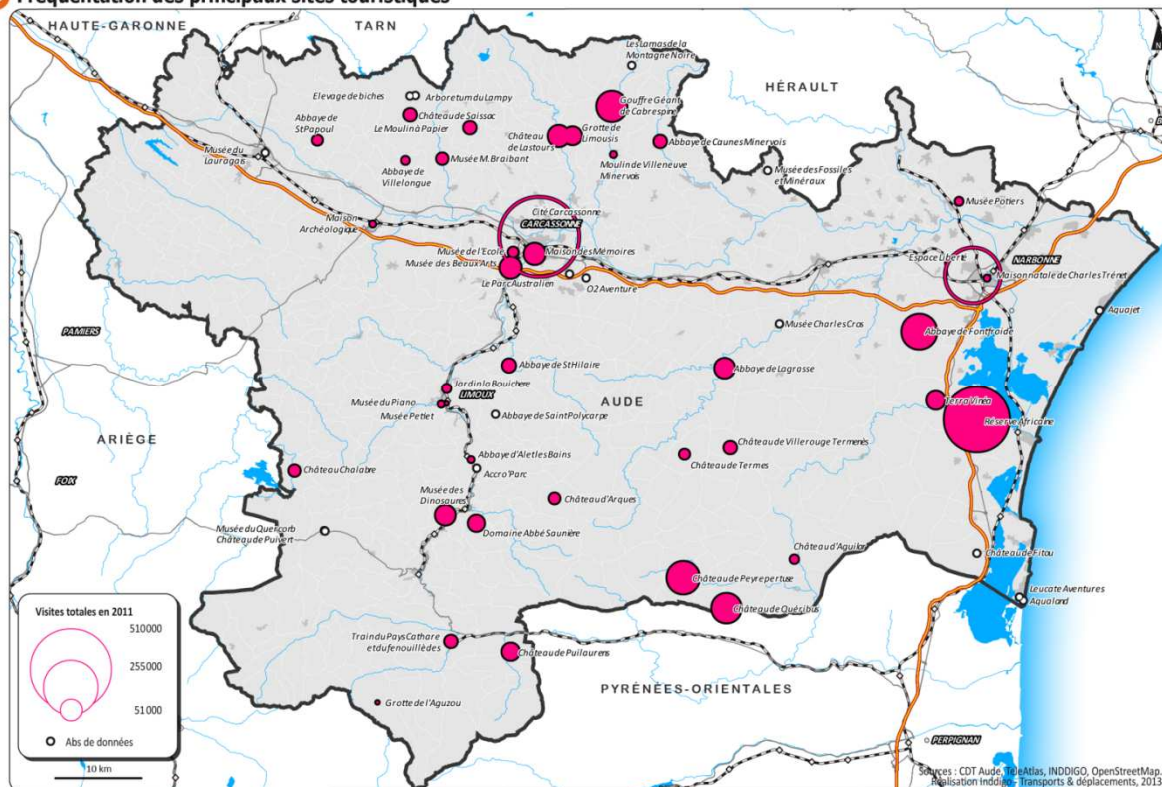 Fréquentation des principaux sites touristiques
HAUTE-GARONNE
TARN
HÉRAULT
Les Lamas de la
Montagne Noire
Elevage de biches
Arboretum du Lampy
Château de Saissac
Le Moulin à Papier
Gouffre Géant
de Cabrespine
Abbaye de
St Papoul
Château
de Lastours
Grotte de
Limousis
Abbaye de Caunes Minervois
Musée du
Lauragais
Musée M. Braibant
Abbaye de
Villelongue
Moulin de Villeneuve
Minervois
Musée des Fossiles
et Minéraux
Musée Potiers
Maison
Archéologique
Cité Carcassonne
CARCASSONNE
Musée de l'Ecole
Maison des Mémoires
Musée des Beaux Arts
Le Parc Australien
O2 Aventure
Espace Liberté
NARBONNE
Maison natale de Charles Trénet
Aquajet
PAMIERS
Musée Charles Cros
Abbaye de Fontfroide
Abbaye de St Hilaire
Abbaye de Lagrasse
Jardin la Bouichere
LIMOUX
AUDE
Musée du Piano
Musée Petiet
Abbaye de Saint Polycarpe
Terra Vinéa
Réserve Africaine
ARIÈGE
Château de Villerouge Termenès
Château de Termes
Abbaye d'Alet les Bains
Accro'Parc
Château Chalabre
FOIX
Musée des
Dinosaures
Château d'Arques
Domaine Abbé Saunière
Musée du Quercorb
Château de Puivert
Château d'Aguilar
Château de Fitou
Château de Peyrepertuse
Leucate Aventures
Aqualand
Château de Quéribus
Visites totales en 2011
510000
255000
51000
Abs de données
10 km
Train du Pays Cathare
et du fenouillèdes
Château de Puilaurens
PYRÉNÉES-ORIENTALES
Grotte de l'Aguzou
PERPIGNAN
Sources : CDT Aude, TeleAtlas, INDDIGO, OpenStreetMap.
Réalisation Inddigo - Transports & déplacements, 2013